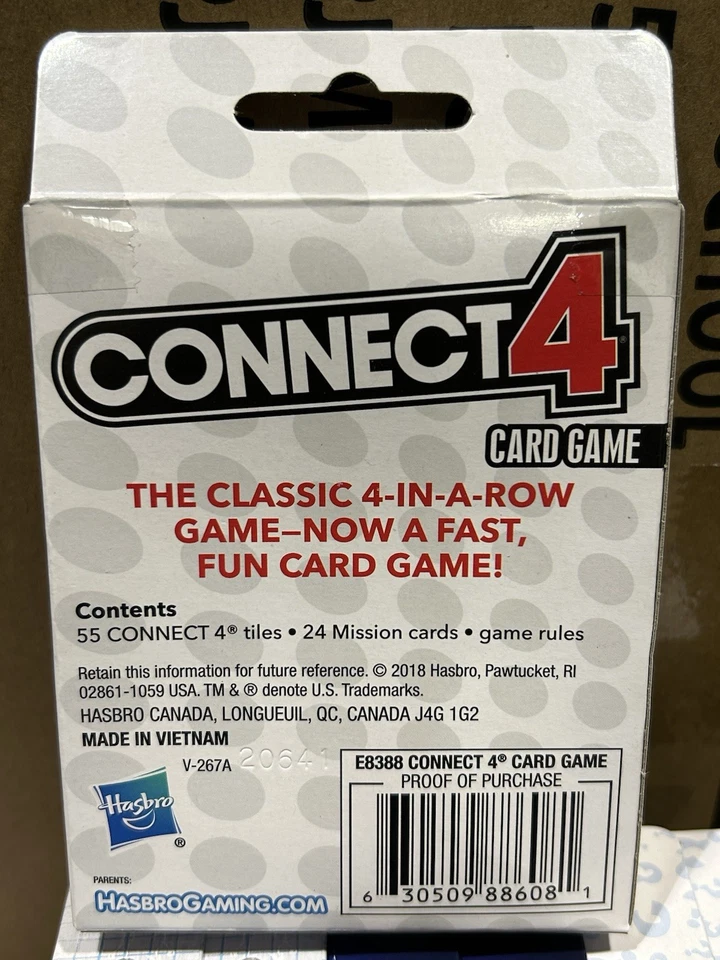 CONNECT 4®
CARD GAME
THE CLASSIC 4-IN-A-ROW
GAME—NOW A FAST,
FUN CARD GAME!
Contents
55 CONNECT 4® tiles • 24 Mission cards • game rules
Retain this information for future reference. © 2018 Hasbro, Pawtucket, RI
02861-1059 USA. TM & ® denote U.S. Trademarks.
HASBRO CANADA, LONGUEUIL, QC, CANADA J4G 1G2
MADE IN VIETNAM
V-267A 20641
Hasbro
®
PARENTS:
HASBROGAMING.COM
E8388 CONNECT 4® CARD GAME
PROOF OF PURCHASE
6 30509 88608 1